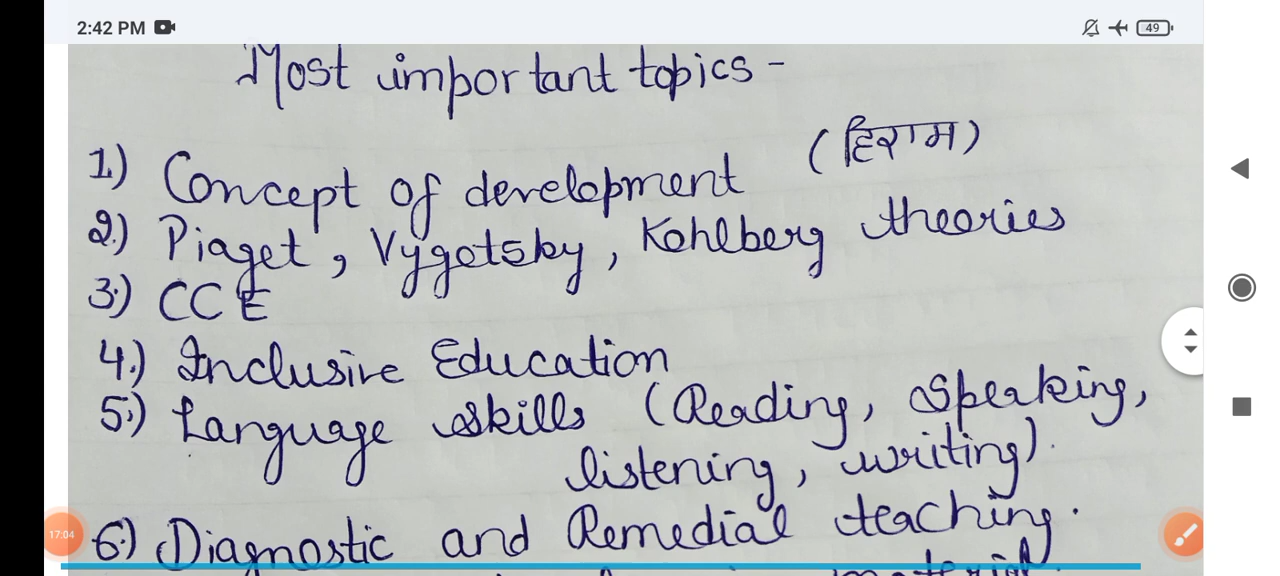 2:42 PM
49
Most important topics -
1.) Concept of development
2.) Piaget, Vygotsky, Kohlberg theories
3.) CCE
4.) Inclusive Education
5.) Language skills (Reading, Speaking,
listening, writing).
6.) Diagnostic and Remedial teaching.
17:04